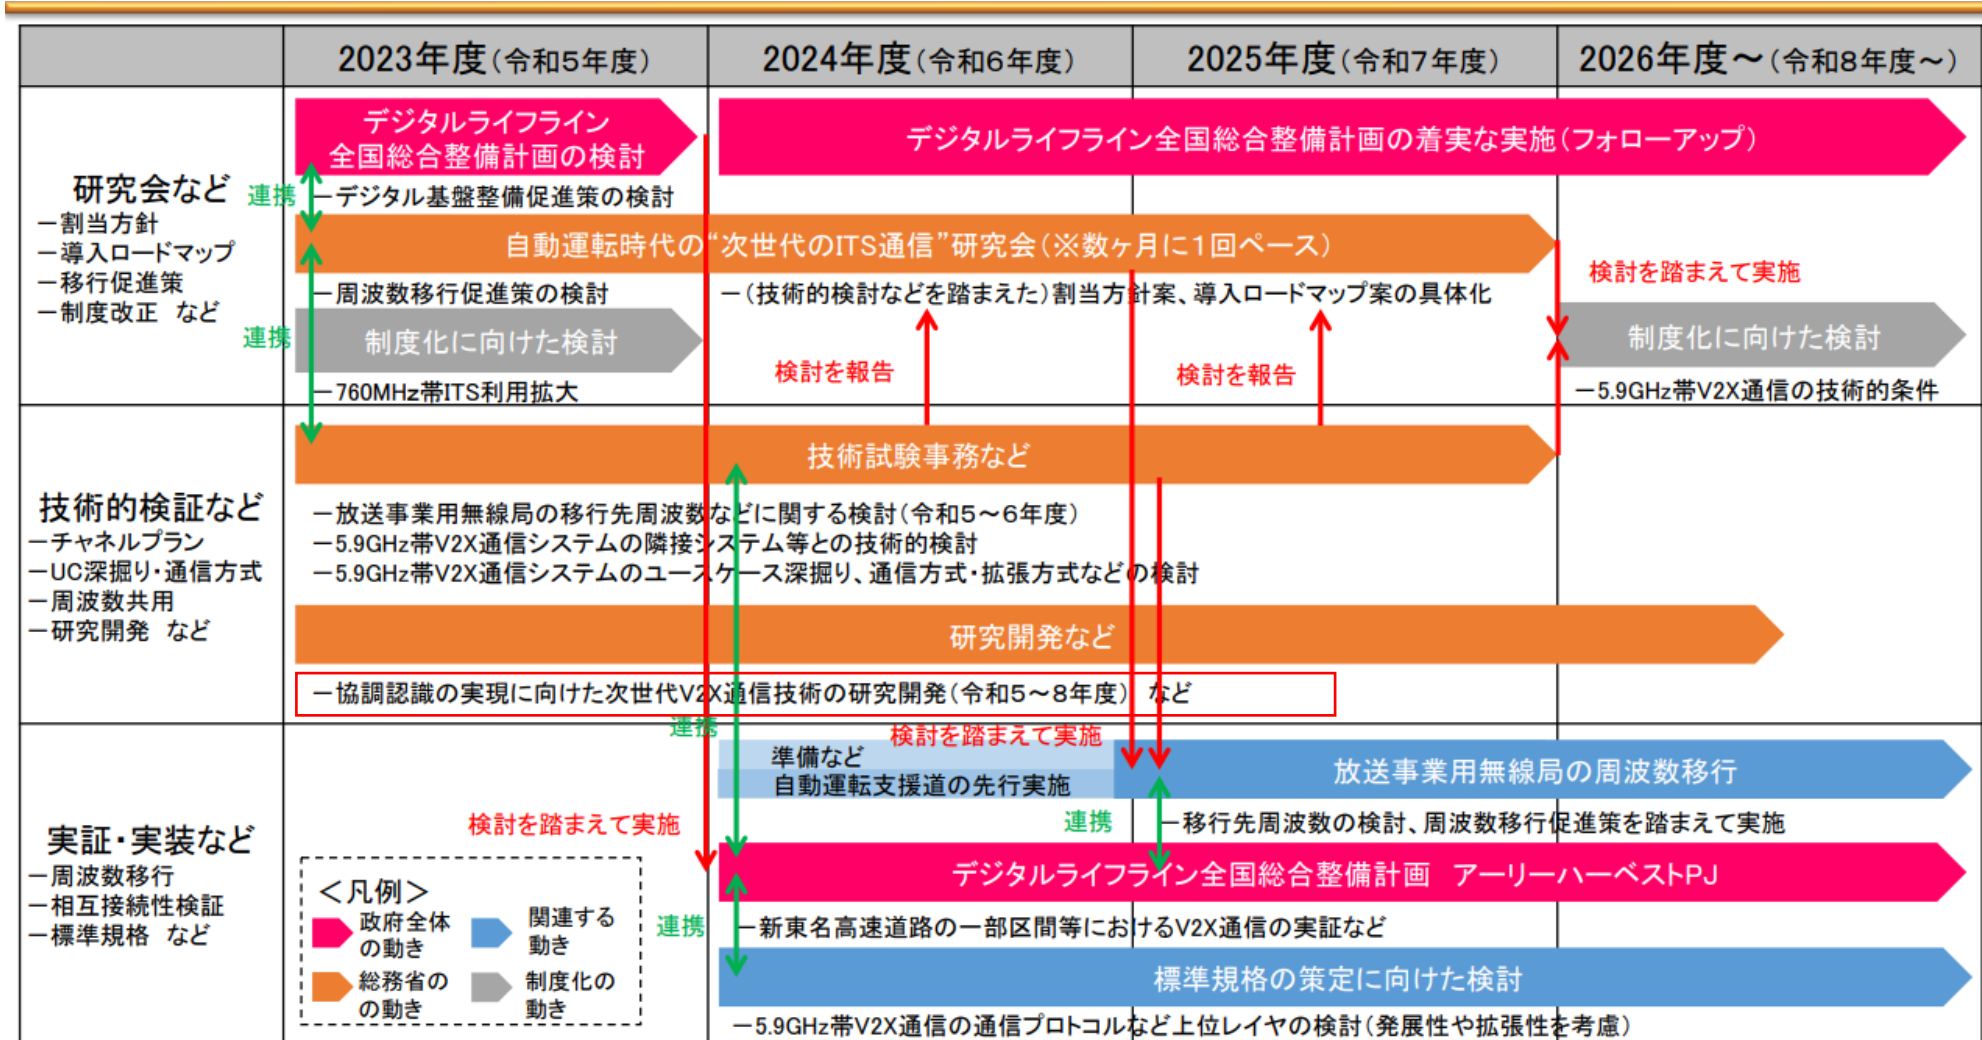 2023年度(令和5年度)
2024年度(令和6年度)
2025年度(令和7年度)
2026年度～(令和8年度～)
研究会など
－割当方針
－導入ロードマップ
－移行促進策
－制度改正 など
デジタルライフライン
全国総合整備計画の検討
デジタルライフライン全国総合整備計画の着実な実施(フォローアップ)
連携
－デジタル基盤整備促進策の検討
自動運転時代の“次世代のITS通信”研究会(※数ヶ月に1回ペース)
－周波数移行促進策の検討
－(技術的検討などを踏まえた)割当方針案、導入ロードマップ案の具体化
検討を踏まえて実施
連携
制度化に向けた検討
制度化に向けた検討
検討を報告
検討を報告
－760MHz帯ITS利用拡大
－5.9GHz帯V2X通信の技術的条件
技術的検証など
－チャネルプラン
－UC深掘り・通信方式
－周波数共用
－研究開発 など
技術試験事務など
－放送事業用無線局の移行先周波数などに関する検討(令和5～6年度)
－5.9GHz帯V2X通信システムの隣接システム等との技術的検討
－5.9GHz帯V2X通信システムのユースケース深掘り、通信方式・拡張方式などの検討
研究開発など
－協調認識の実現に向けた次世代V2X通信技術の研究開発(令和5～8年度) など
実証・実装など
－周波数移行
－相互接続性検証
－標準規格 など
連携
検討を踏まえて実施
準備など
自動運転支援道の先行実施
放送事業用無線局の周波数移行
検討を踏まえて実施
連携
－移行先周波数の検討、周波数移行促進策を踏まえて実施
デジタルライフライン全国総合整備計画 アーリーハーベストPJ
連携
－新東名高速道路の一部区間等におけるV2X通信の実証など
標準規格の策定に向けた検討
－5.9GHz帯V2X通信の通信プロトコルなど上位レイヤの検討(発展性や拡張性を考慮)
＜凡例＞
政府全体
の動き
関連する
動き
総務省の
の動き
制度化の
動き